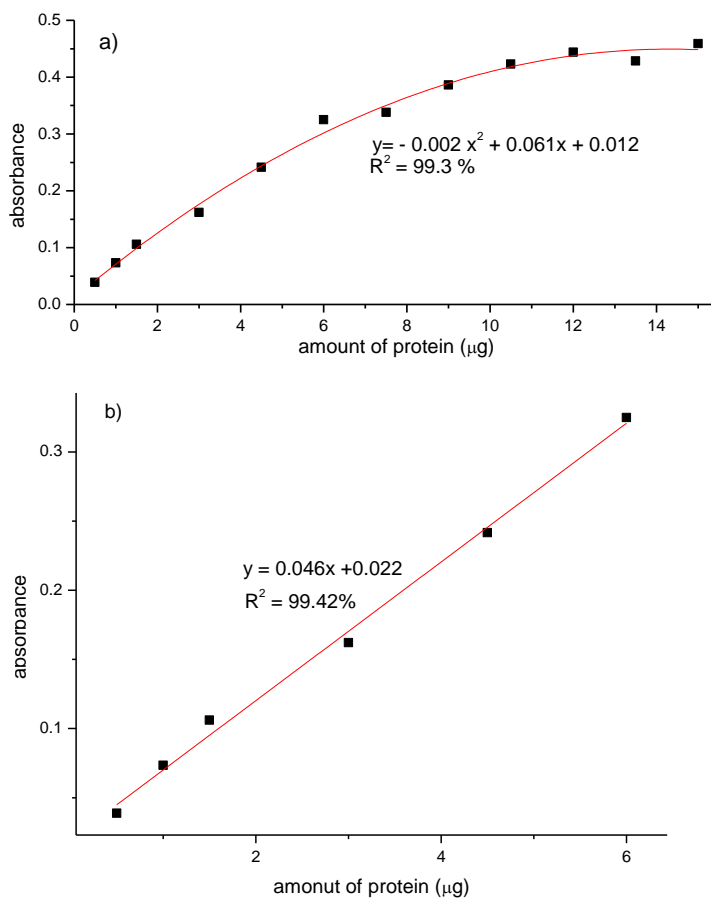 a)
0.5
0.4
0.3
0.2
0.1
0.0
absorbance
y= - 0.002 x² + 0.061x + 0.012
R² = 99.3 %
0 2 4 6 8 10 12 14
amount of protein (μg)
b)
0.3
0.2
0.1
absorbance
y = 0.046x +0.022
R² = 99.42%
2 4 6
amonut of protein (μg)